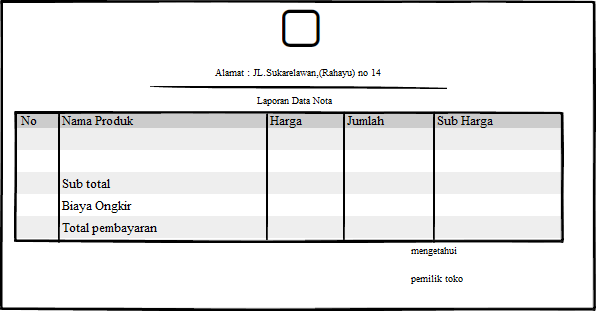 Alamat : JL.Sukarelawan,(Rahayu) no 14
Laporan Data Nota
No Nama Produk Harga Jumlah Sub Harga
Sub total
Biaya Ongkir
Total pembayaran
mengetahui
pemilik toko